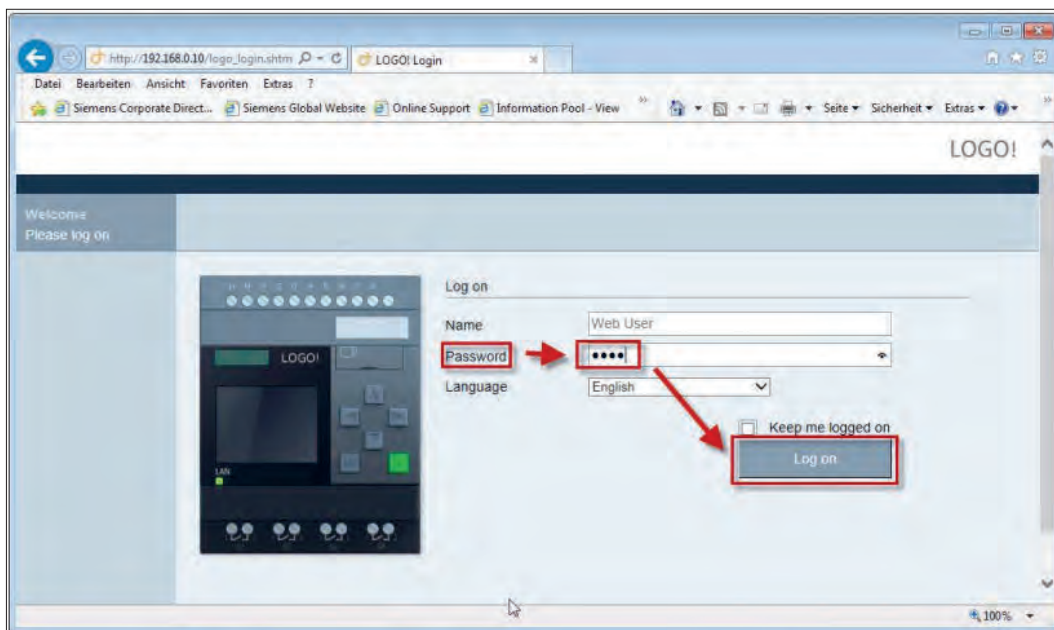 http://192.168.0.10/logo_login.shtm
LOGO! Login
Datei Bearbeiten Ansicht Favoriten Extras ?
Siemens Corporate Direct... Siemens Global Website Online Support Information Pool - View
Seite Sicherheit Extras
LOGO!
Welcome
Please log on
LOGO!
LAN
Log on
Name Web User
Password ••••
Language English
Keep me logged on
Log on
100%